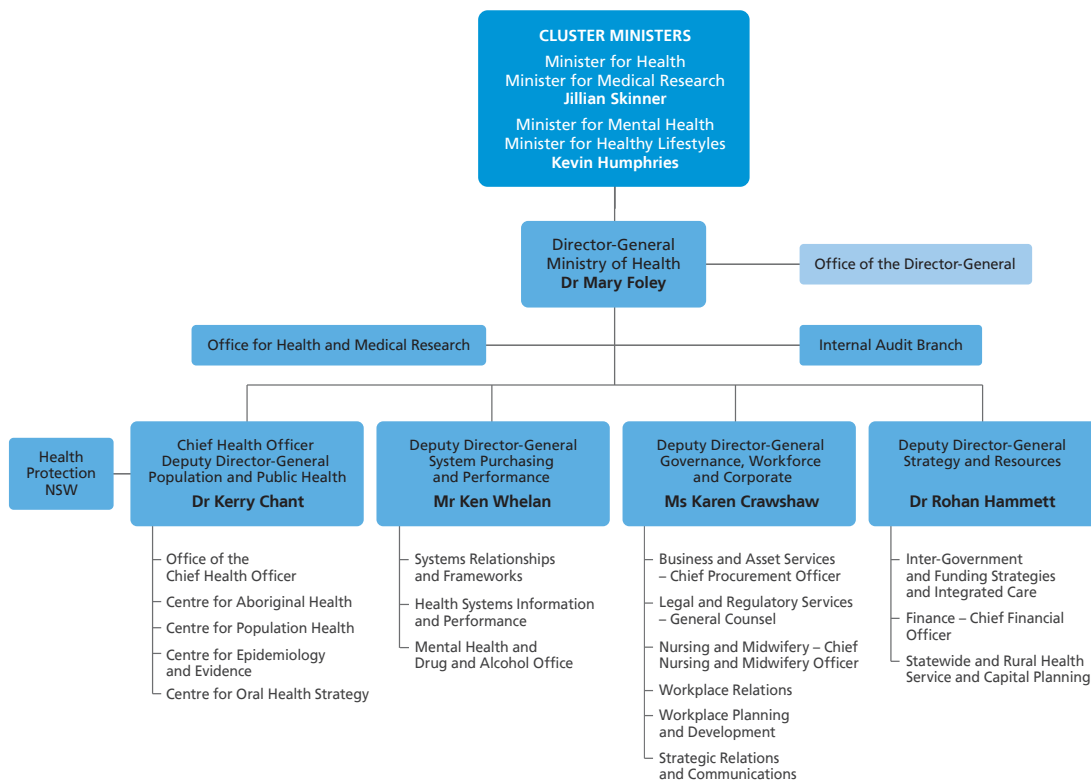 CLUSTER MINISTERS
Minister for Health
Minister for Medical Research
Jillian Skinner
Minister for Mental Health
Minister for Healthy Lifestyles
Kevin Humphries
Director-General
Ministry of Health
Dr Mary Foley
Office of the Director-General
Office for Health and Medical Research
Internal Audit Branch
Health
Protection
NSW
Chief Health Officer
Deputy Director-General
Population and Public Health
Dr Kerry Chant
Office of the
Chief Health Officer
Centre for Aboriginal Health
Centre for Population Health
Centre for Epidemiology
and Evidence
Centre for Oral Health Strategy
Deputy Director-General
System Purchasing
and Performance
Mr Ken Whelan
Systems Relationships
and Frameworks
Health Systems Information
and Performance
Mental Health and
Drug and Alcohol Office
Deputy Director-General
Governance, Workforce
and Corporate
Ms Karen Crawshaw
Business and Asset Services
– Chief Procurement Officer
Legal and Regulatory Services
– General Counsel
Nursing and Midwifery – Chief
Nursing and Midwifery Officer
Workplace Relations
Workplace Planning
and Development
Strategic Relations
and Communications
Deputy Director-General
Strategy and Resources
Dr Rohan Hammett
Inter-Government
and Funding Strategies
and Integrated Care
Finance – Chief Financial
Officer
Statewide and Rural Health
Service and Capital Planning